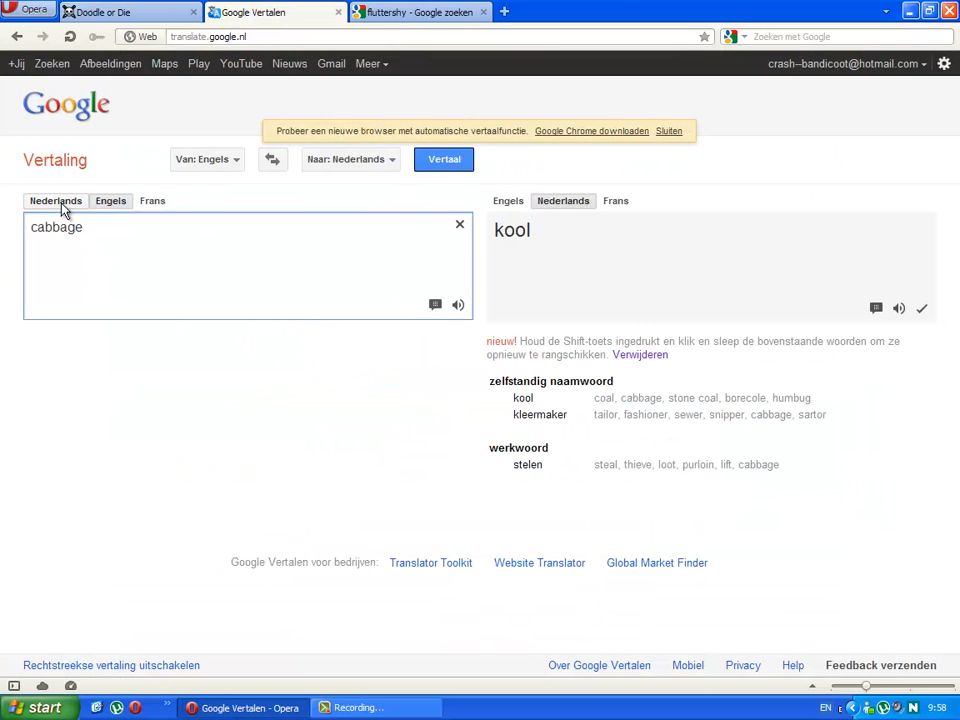 Opera
Doodle or Die
Google Vertalen
fluttershy - Google zoeken
Web
translate.google.nl
Zoeken met Google
+Jij Zoeken Afbeeldingen Maps Play YouTube Nieuws Gmail Meer
crash--bandicoot@hotmail.com
Google
Probeer een nieuwe browser met automatische vertaalfunctie. Google Chrome downloaden Sluiten
Vertaling
Van: Engels
Naar: Nederlands
Vertaal
Nederlands Engels Frans
Engels Nederlands Frans
cabbage
kool
nieuw! Houd de Shift-toets ingedrukt en klik en sleep de bovenstaande woorden om ze
opnieuw te rangschikken. Verwijderen
zelfstandig naamwoord
kool coal, cabbage, stone coal, borecole, humbug
kleermaker tailor, fashioner, sewer, snipper, cabbage, sartor
werkwoord
stelen steal, thieve, loot, purloin, lift, cabbage
Google Vertalen voor bedrijven: Translator Toolkit Website Translator Global Market Finder
Rechtstreekse vertaling uitschakelen
Over Google Vertalen Mobiel Privacy Help Feedback verzenden
start
Google Vertalen - Opera
Recording...
EN
9:58